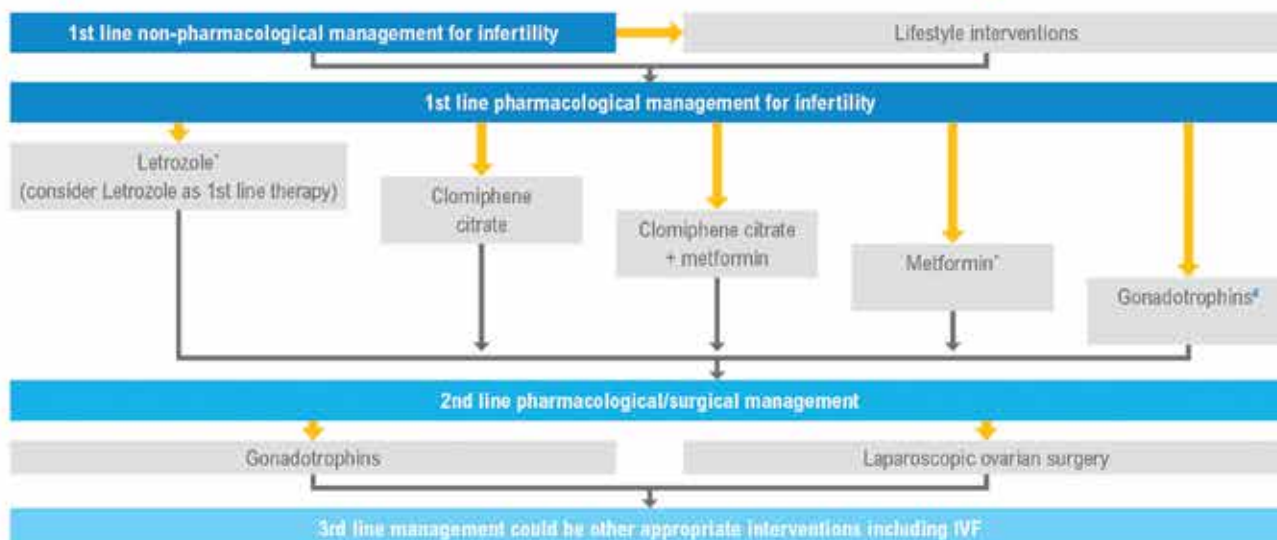 1st line non-pharmacological management for infertility
Lifestyle interventions
1st line pharmacological management for infertility
Letrozole*
(consider Letrozole as 1st line therapy)
Clomiphene
citrate
Clomiphene citrate
+ metformin
Metformin*
Gonadotrophins#
2nd line pharmacological/surgical management
Gonadotrophins
Laparoscopic ovarian surgery
3rd line management could be other appropriate interventions including IVF